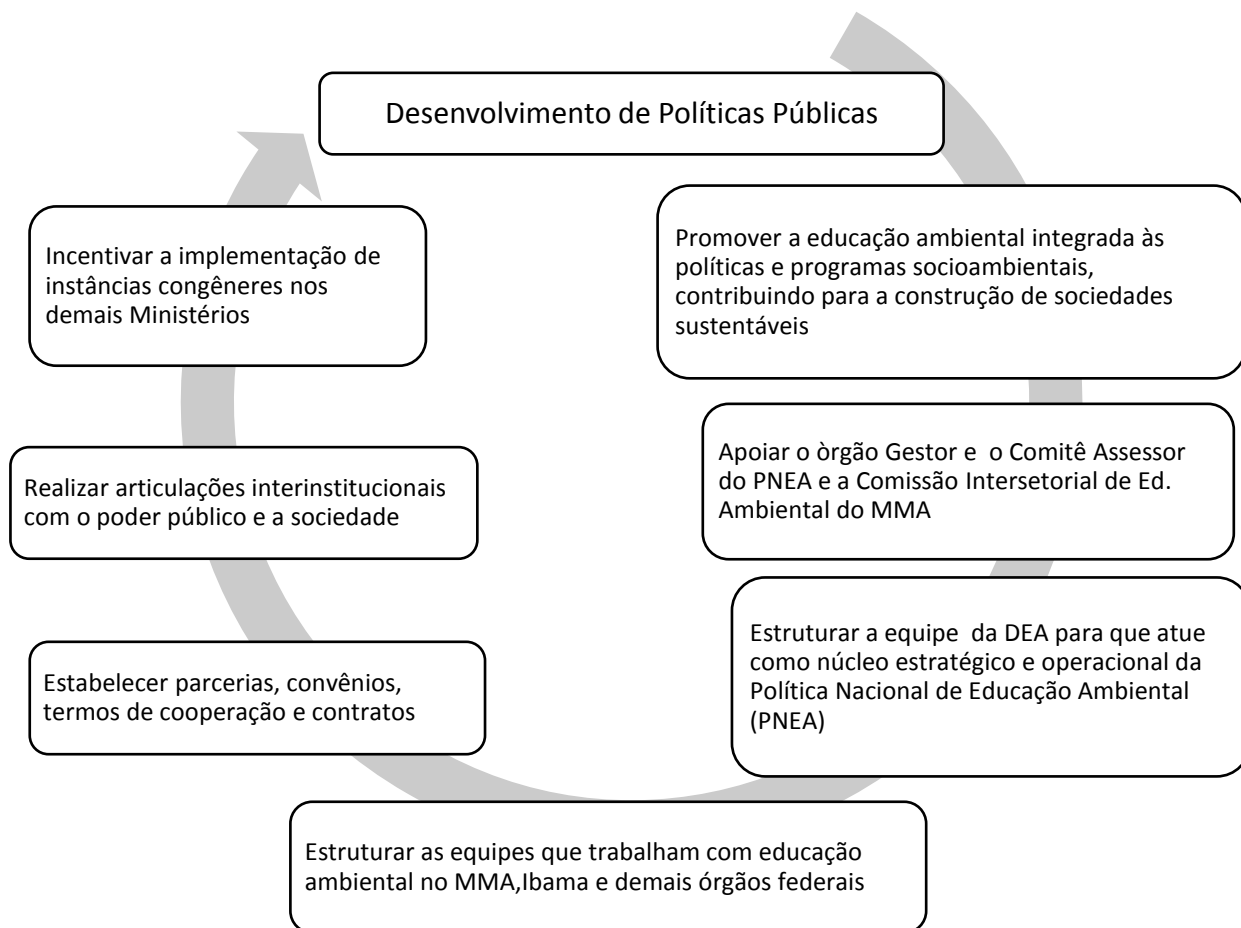 Desenvolvimento de Políticas Públicas
Promover a educação ambiental integrada às
políticas e programas socioambientais,
contribuindo para a construção de sociedades
sustentáveis
Apoiar o òrgão Gestor e o Comitê Assessor
do PNEA e a Comissão Intersetorial de Ed.
Ambiental do MMA
Estruturar a equipe da DEA para que atue
como núcleo estratégico e operacional da
Política Nacional de Educação Ambiental
(PNEA)
Estruturar as equipes que trabalham com educação
ambiental no MMA,Ibama e demais órgãos federais
Estabelecer parcerias, convênios,
termos de cooperação e contratos
Realizar articulações interinstitucionais
com o poder público e a sociedade
Incentivar a implementação de
instâncias congêneres nos
demais Ministérios